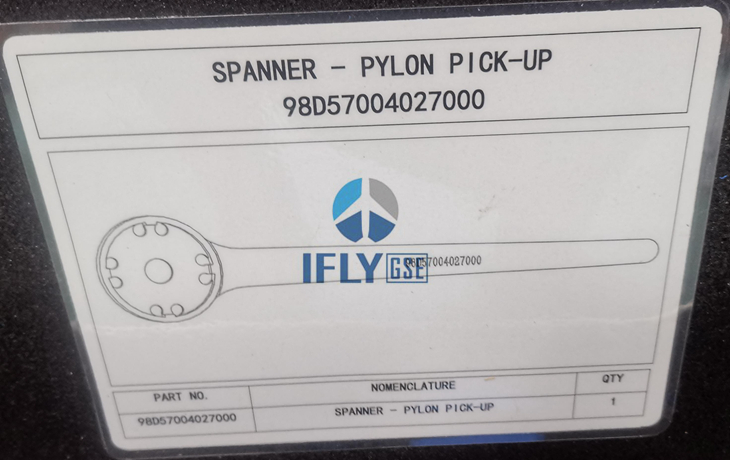 SPANNER - PYLON PICK-UP
98D57004027000
98D57004027000
IFLY GSE
PART NO.
NOMENCLATURE
QTY
98D57004027000
SPANNER - PYLON PICK-UP
1